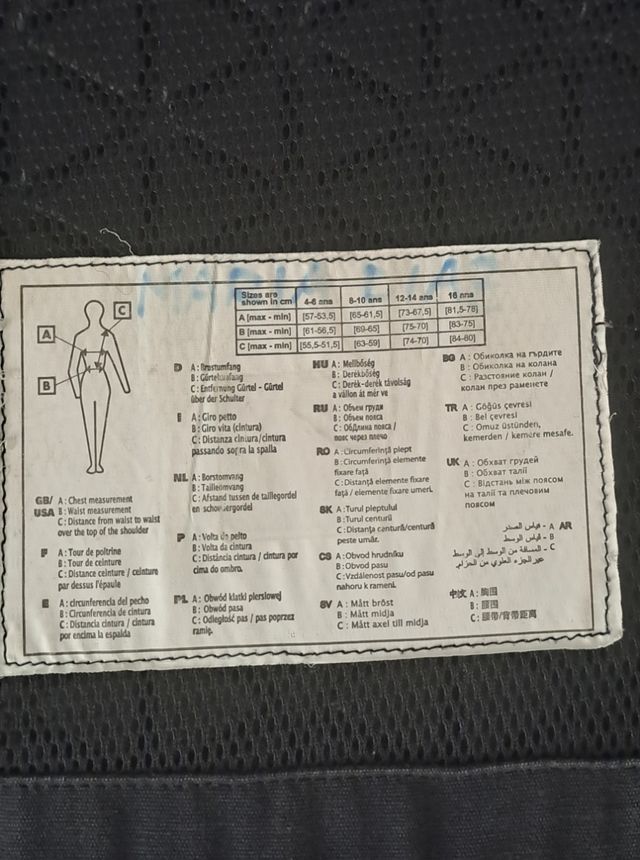 MARIA
Sizes are shown in cm 4-6 ans 8-10 ans 12-14 ans 16 ans
A [max - min] [57-53,5] [65-61,5] [73-67,5] [81,5-76]
B [max - min] [61-56,5] [69-65] [75-70] [83-75]
C [max - min] [55,5-51,5] [63-59] [74-70] [84-80]
A
B
C
GB/ A : Chest measurement
USA B : Waist measurement
C : Distance from waist to waist
over the top of the shoulder
F A : Tour de poitrine
B : Tour de ceinture
C : Distance ceinture / ceinture
par dessus l'épaule
E A : circunferencia del pecho
B : Circunferencia de cintura
C : Distancia cintura / cintura
por encima la espalda
D A : Brustumfang
B : Gürtelumfang
C : Entfernung Gürtel - Gürtel
über der Schulter
I A : Giro petto
B : Giro vita (cintura)
C : Distanza cintura/cintura
passando sopra la spalla
NL A : Borstomvang
B : Tailleomvang
C : Afstand tussen de taillegordel
en schoudergordel
P A : Volta do peito
B : Volta da cintura
C : Distância cintura / cintura por
cima do ombro.
PL A : Obwód klatki piersiowej
B : Obwód pasa
C : Odległość pas / pas poprzez
ramię.
HU A : Mellbőség
B : Derékbőség
C : Derék-derék távolság
a vállon át mér ve
RU A : Объем груди
B : Объем пояса
C : Длина пояса /
пояс через плечо
RO A : Circumferință piept
B : Circumferință elemente
fixare față
C : Distanță elemente fixare
față / elemente fixare umeri.
SK A : Turul pieptului
B : Turul centurii
C : Distanța centură/centură
peste umăr.
CS A : Obvod hrudníku
B : Obvod pasu
C : Vzdálenost pasu/od pasu
nahoru k rameni.
SV A : Mått bröst
B : Mått midja
C : Mått axel till midja
BG A : Обиколка на гърдите
B : Обиколка на колана
C : Разстояние колан /
колан през раменете
TR A : Göğüs çevresi
B : Bel çevresi
C : Omuz üstünden,
kemerden / kemere mesafe.
UK A : Обхват грудей
B : Обхват талії
C : Відстань між поясом
на талії та плечовим
поясом
AR A - قياس الصدر
B - قياس الوسط
C - المسافة من الوسط إلى الوسط
عبر الجزء العلوي من الحزام.
中文 A : 胸围
B : 腰围
C : 腰带/背带距离